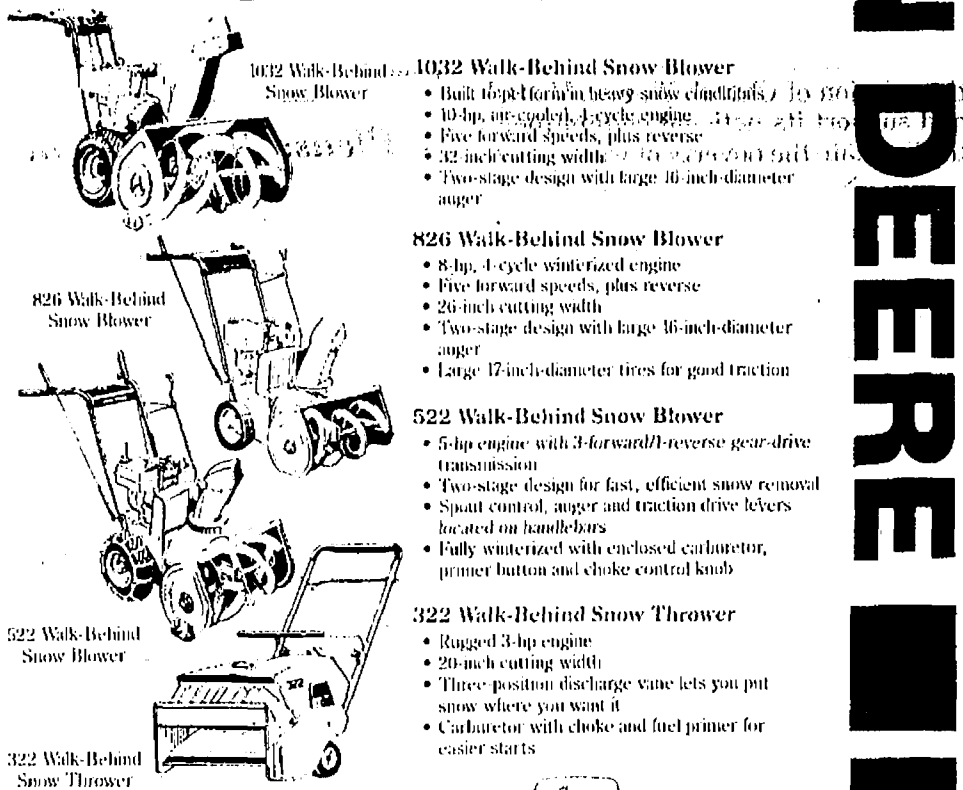 1032 Walk-Behind
Snow Blower
1032 Walk-Behind Snow Blower
• Built to perform in heavy snow conditions
• 10-hp, air-cooled, 4-cycle engine
• Five forward speeds, plus reverse
• 32-inch cutting width
• Two-stage design with large 16-inch-diameter
auger
826 Walk-Behind
Snow Blower
826 Walk-Behind Snow Blower
• 8-hp, 4-cycle winterized engine
• Five forward speeds, plus reverse
• 26-inch cutting width
• Two-stage design with large 16-inch-diameter
auger
• Large 17-inch-diameter tires for good traction
522 Walk-Behind Snow Blower
• 5-hp engine with 3-forward/1-reverse gear-drive
transmission
• Two-stage design for fast, efficient snow removal
• Spout control, auger and traction drive levers
located on handlebars
• Fully winterized with enclosed carburetor,
primer button and choke control knob
522 Walk-Behind
Snow Blower
322 Walk-Behind Snow Thrower
• Rugged 3-hp engine
• 20-inch cutting width
• Three-position discharge vane lets you put
snow where you want it
• Carburetor with choke and fuel primer for
easier starts
322
322 Walk-Behind
Snow Thrower
DEERE